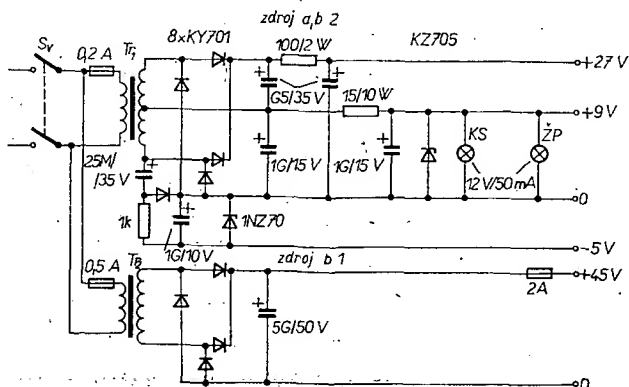 zdroj a,b 2
8xKY701
100/2 W
KZ705
+27 V
Sv
0,2 A
Tr1
G5/35 V
15/10 W
+9 V
KS
ŽP
25M/
/35 V
1G/15 V
1G/15 V
12 V/50 mA
0
1k
1NZ70
1G/10 V
-5 V
zdroj b 1
0,5 A
2A
+45V
5G/50 V
0